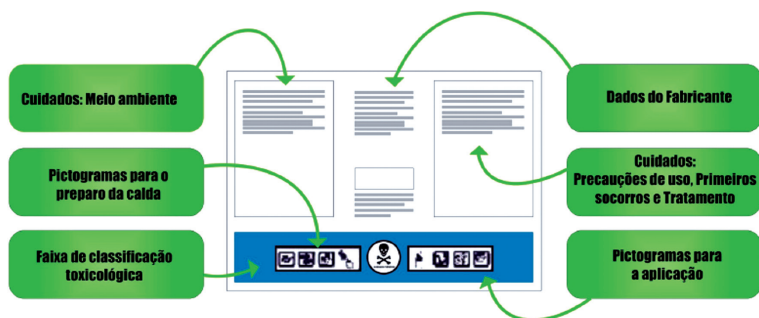 Cuidados: Meio ambiente
Dados do Fabricante
Pictogramas para o
preparo da calda
Cuidados:
Precauções de uso, Primeiros
socorros e Tratamento
Faixa de classificação
toxicológica
Pictogramas para
a aplicação